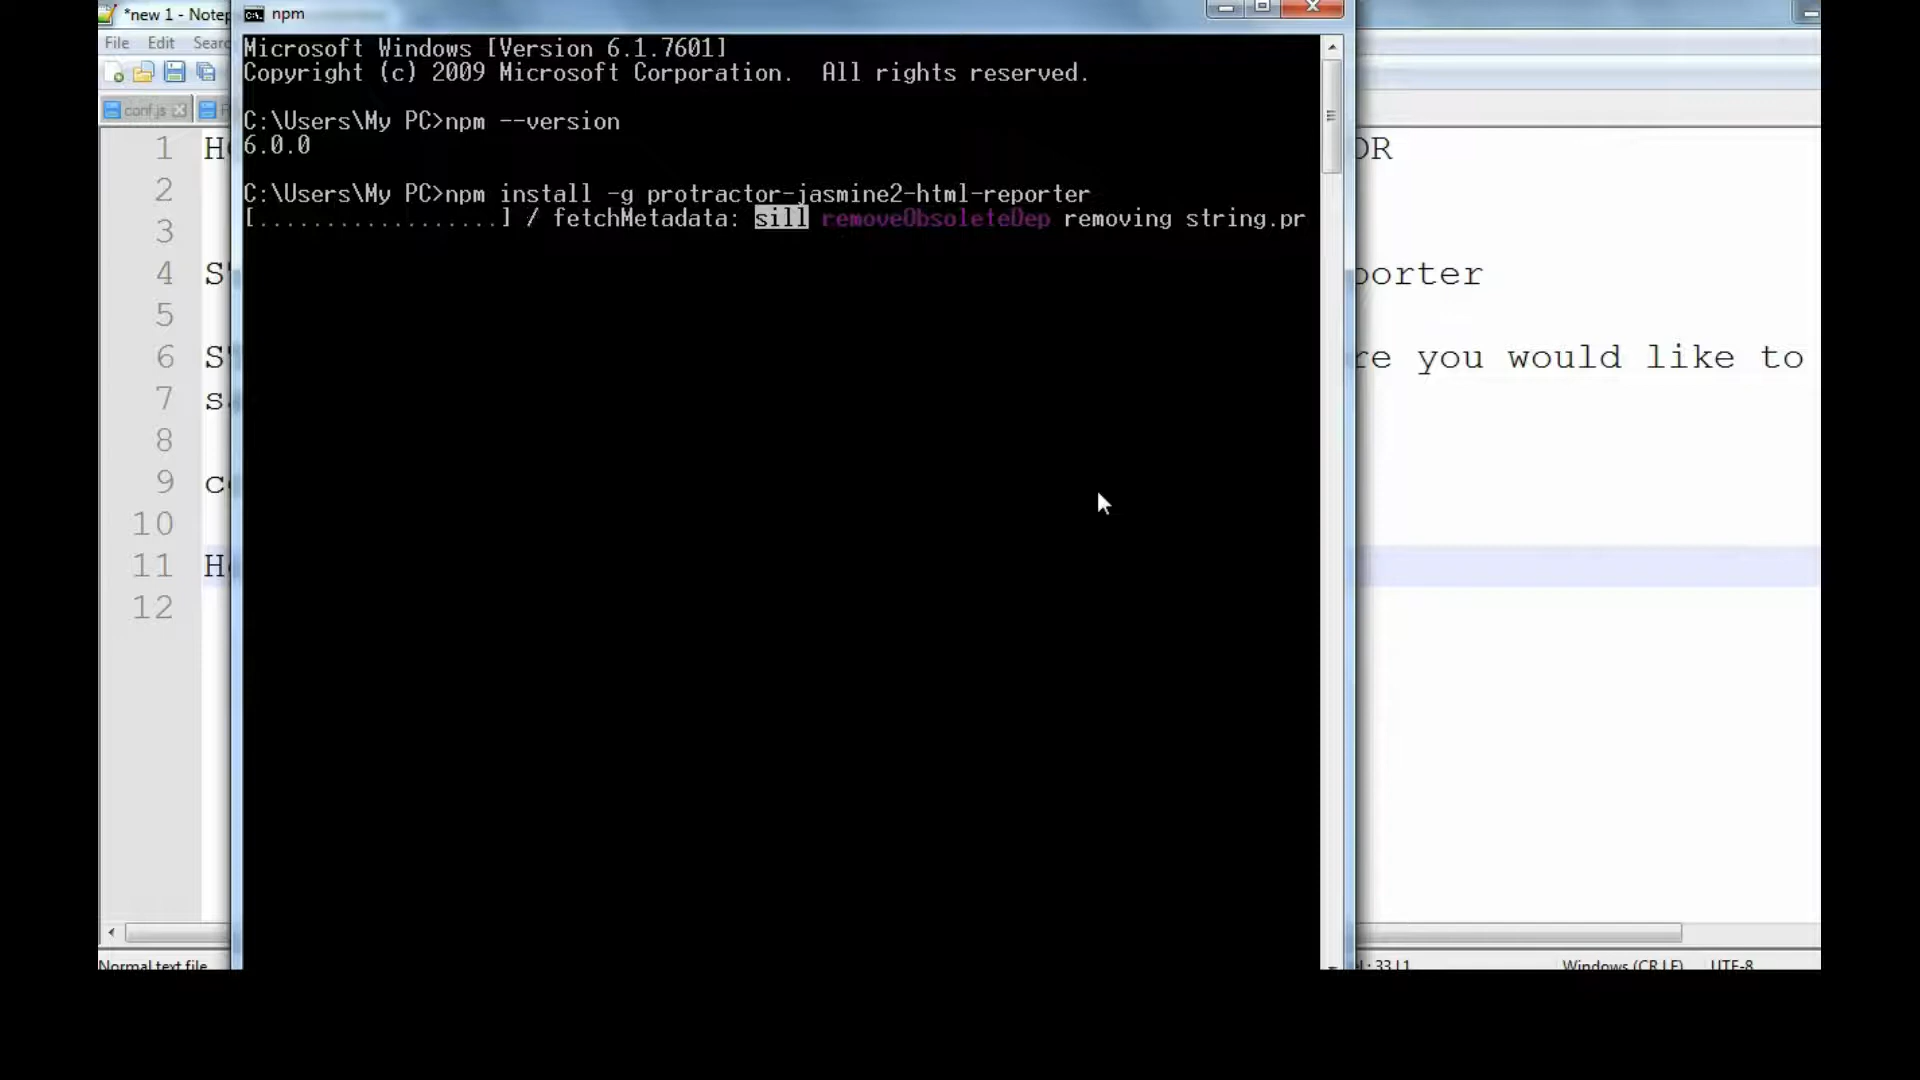 *new 1 - Notep
npm
File Edit Searc
Microsoft Windows [Version 6.1.7601]
Copyright (c) 2009 Microsoft Corporation. All rights reserved.
conf.js
C:\Users\My PC>npm --version
6.0.0
C:\Users\My PC>npm install -g protractor-jasmine2-html-reporter
[..................] / fetchMetadata: sill removeObsoleteDep removing string.pr
1 H OR
2
3
4 S porter
5
6 S re you would like to
7 s
8
9 c
10
11 H
12
Normal text file
Windows (CR LF) UTF-8